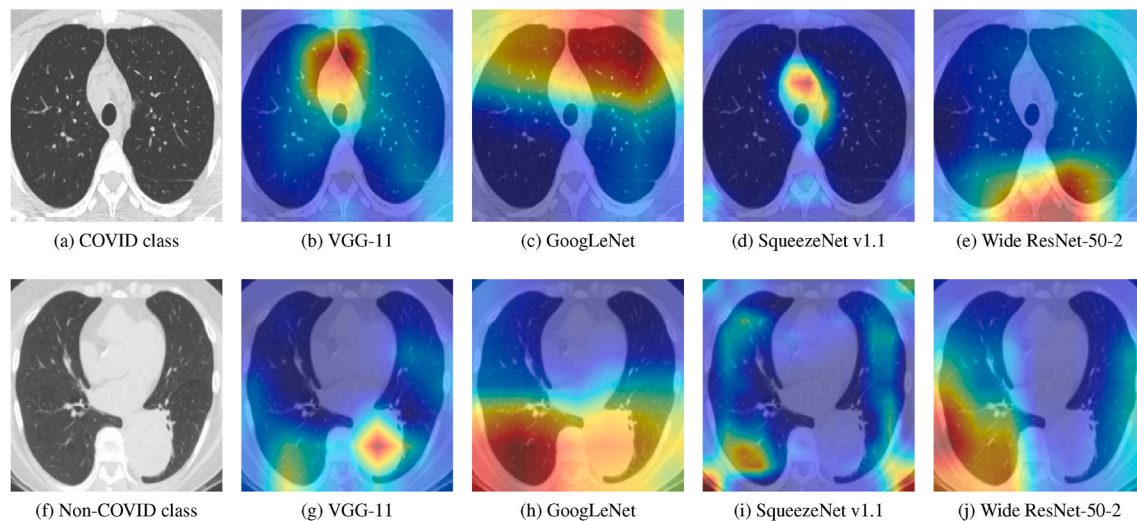 (a) COVID class
(b) VGG-11
(c) GoogLeNet
(d) SqueezeNet v1.1
(e) Wide ResNet-50-2
(f) Non-COVID class
(g) VGG-11
(h) GoogLeNet
(i) SqueezeNet v1.1
(j) Wide ResNet-50-2